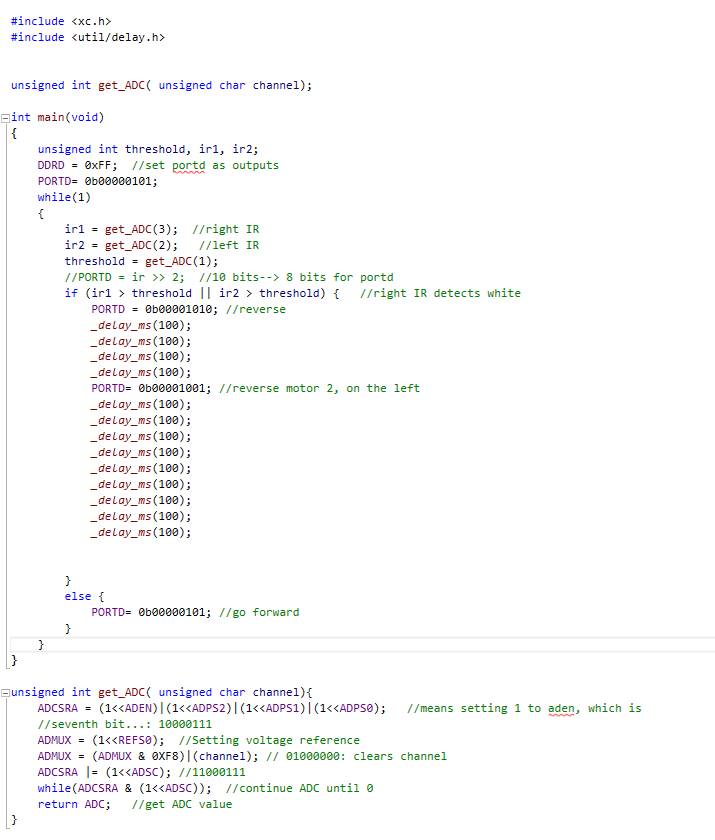 #include <xc.h>
#include <util/delay.h>
unsigned int get_ADC( unsigned char channel);
int main(void)
{
unsigned int threshold, ir1, ir2;
DDRD = 0xFF;  //set portd as outputs
PORTD= 0b00000101;
while(1)
{
ir1 = get_ADC(3);  //right IR
ir2 = get_ADC(2);   //left IR
threshold = get_ADC(1);
//PORTD = ir >> 2;  //10 bits--> 8 bits for portd
if (ir1 > threshold || ir2 > threshold) {   //right IR detects white
PORTD = 0b00001010; //reverse
_delay_ms(100);
_delay_ms(100);
_delay_ms(100);
_delay_ms(100);
PORTD= 0b00001001; //reverse motor 2, on the left
_delay_ms(100);
_delay_ms(100);
_delay_ms(100);
_delay_ms(100);
_delay_ms(100);
_delay_ms(100);
_delay_ms(100);
_delay_ms(100);
_delay_ms(100);
}
else {
PORTD= 0b00000101; //go forward
}
}
}
unsigned int get_ADC( unsigned char channel){
ADCSRA = (1<<ADEN)|(1<<ADPS2)|(1<<ADPS1)|(1<<ADPS0);   //means setting 1 to aden, which is
//seventh bit...: 10000111
ADMUX = (1<<REFS0);  //Setting voltage reference
ADMUX = (ADMUX & 0XF8)|(channel); // 01000000: clears channel
ADCSRA |= (1<<ADSC); //11000111
while(ADCSRA & (1<<ADSC));  //continue ADC until 0
return ADC;   //get ADC value
}